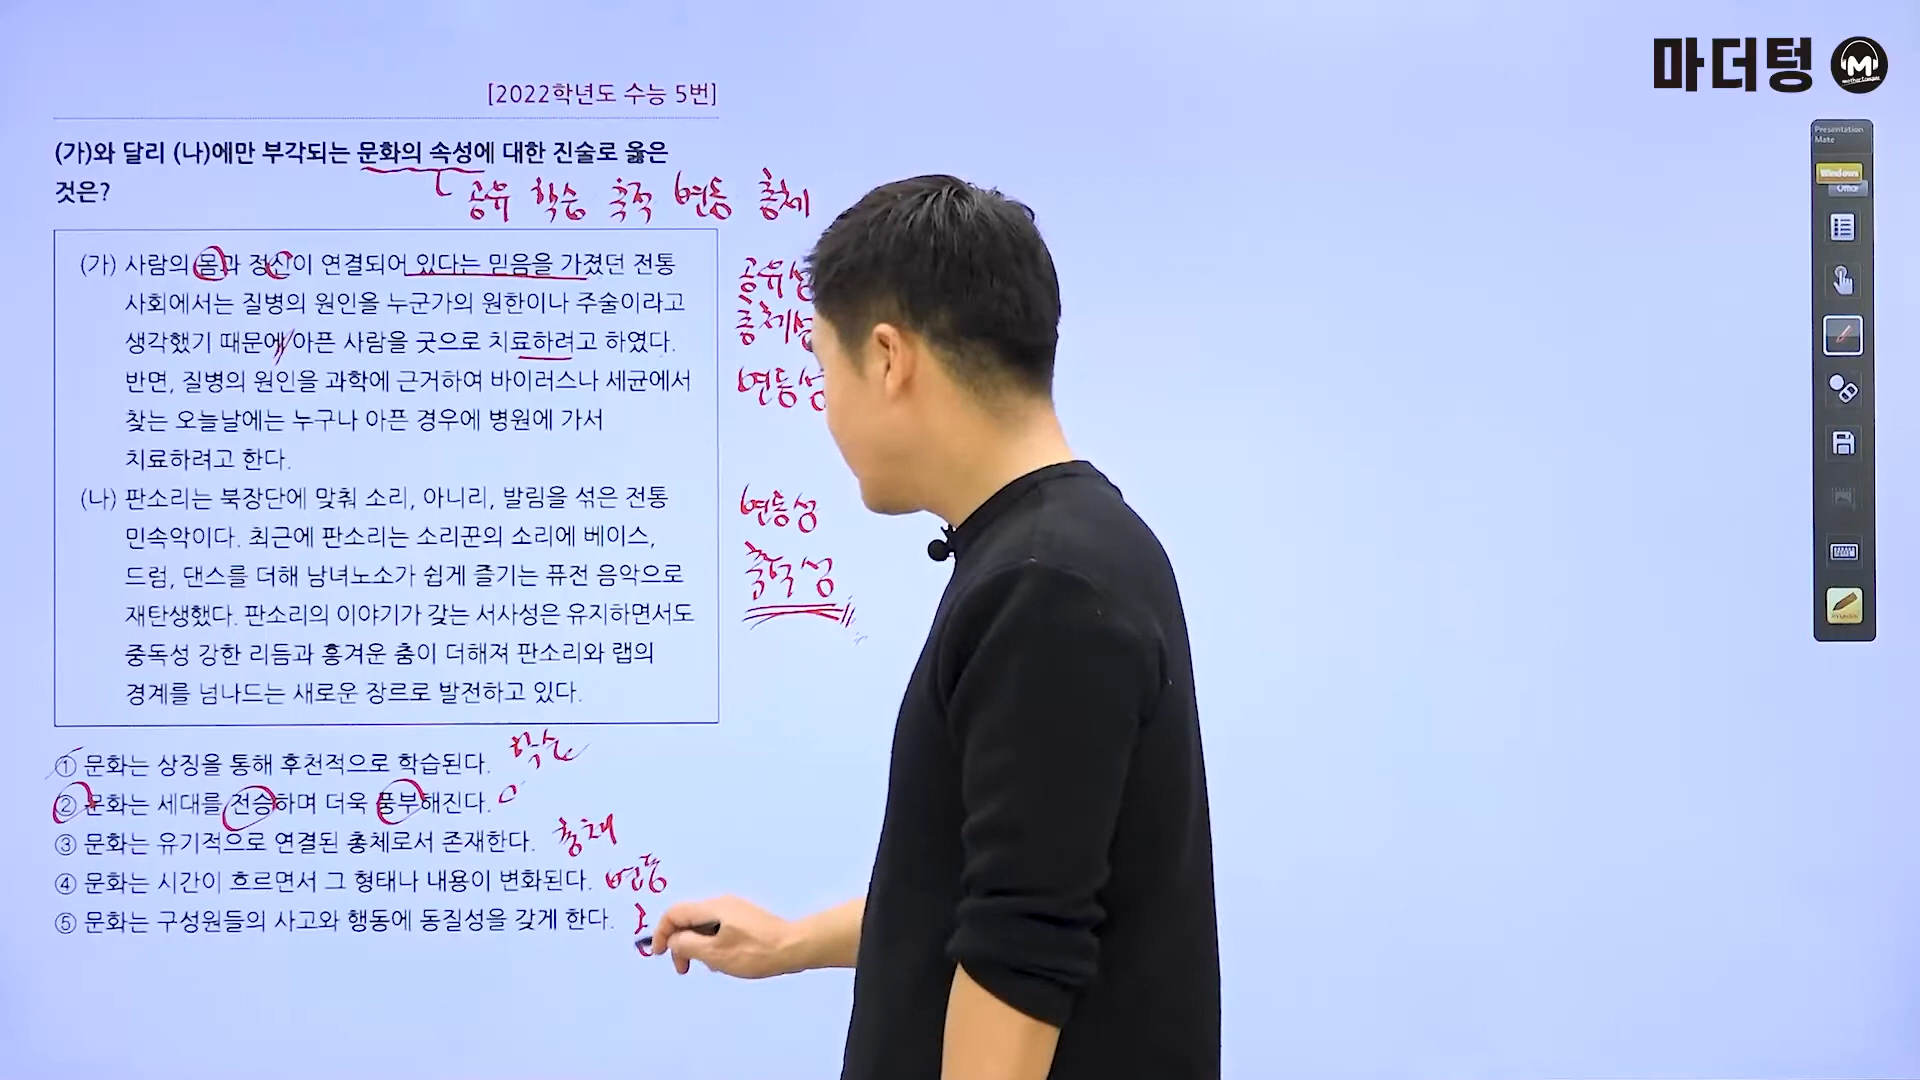 마더텅
[2022학년도 수능 5번]
(가)와 달리 (나)에만 부각되는 문화의 속성에 대한 진술로 옳은
것은?
공유 학습 축적 변동 총체
(가) 사람의 몸과 정신이 연결되어 있다는 믿음을 가졌던 전통
사회에서는 질병의 원인을 누군가의 원한이나 주술이라고
생각했기 때문에 아픈 사람을 굿으로 치료하려고 하였다.
반면, 질병의 원인을 과학에 근거하여 바이러스나 세균에서
찾는 오늘날에는 누구나 아픈 경우에 병원에 가서
치료하려고 한다.
공유성
총체성
변동성
(나) 판소리는 북장단에 맞춰 소리, 아니리, 발림을 섞은 전통
민속악이다. 최근에 판소리는 소리꾼의 소리에 베이스,
드럼, 댄스를 더해 남녀노소가 쉽게 즐기는 퓨전 음악으로
재탄생했다. 판소리의 이야기가 갖는 서사성은 유지하면서도
중독성 강한 리듬과 흥겨운 춤이 더해져 판소리와 랩의
경계를 넘나드는 새로운 장르로 발전하고 있다.
변동성
축적성
① 문화는 상징을 통해 후천적으로 학습된다. 학습
② 문화는 세대를 전승하며 더욱 풍부해진다.
③ 문화는 유기적으로 연결된 총체로서 존재한다. 총체
④ 문화는 시간이 흐르면서 그 형태나 내용이 변화된다. 변동
⑤ 문화는 구성원들의 사고와 행동에 동질성을 갖게 한다.
Presentation
Mate
Windows